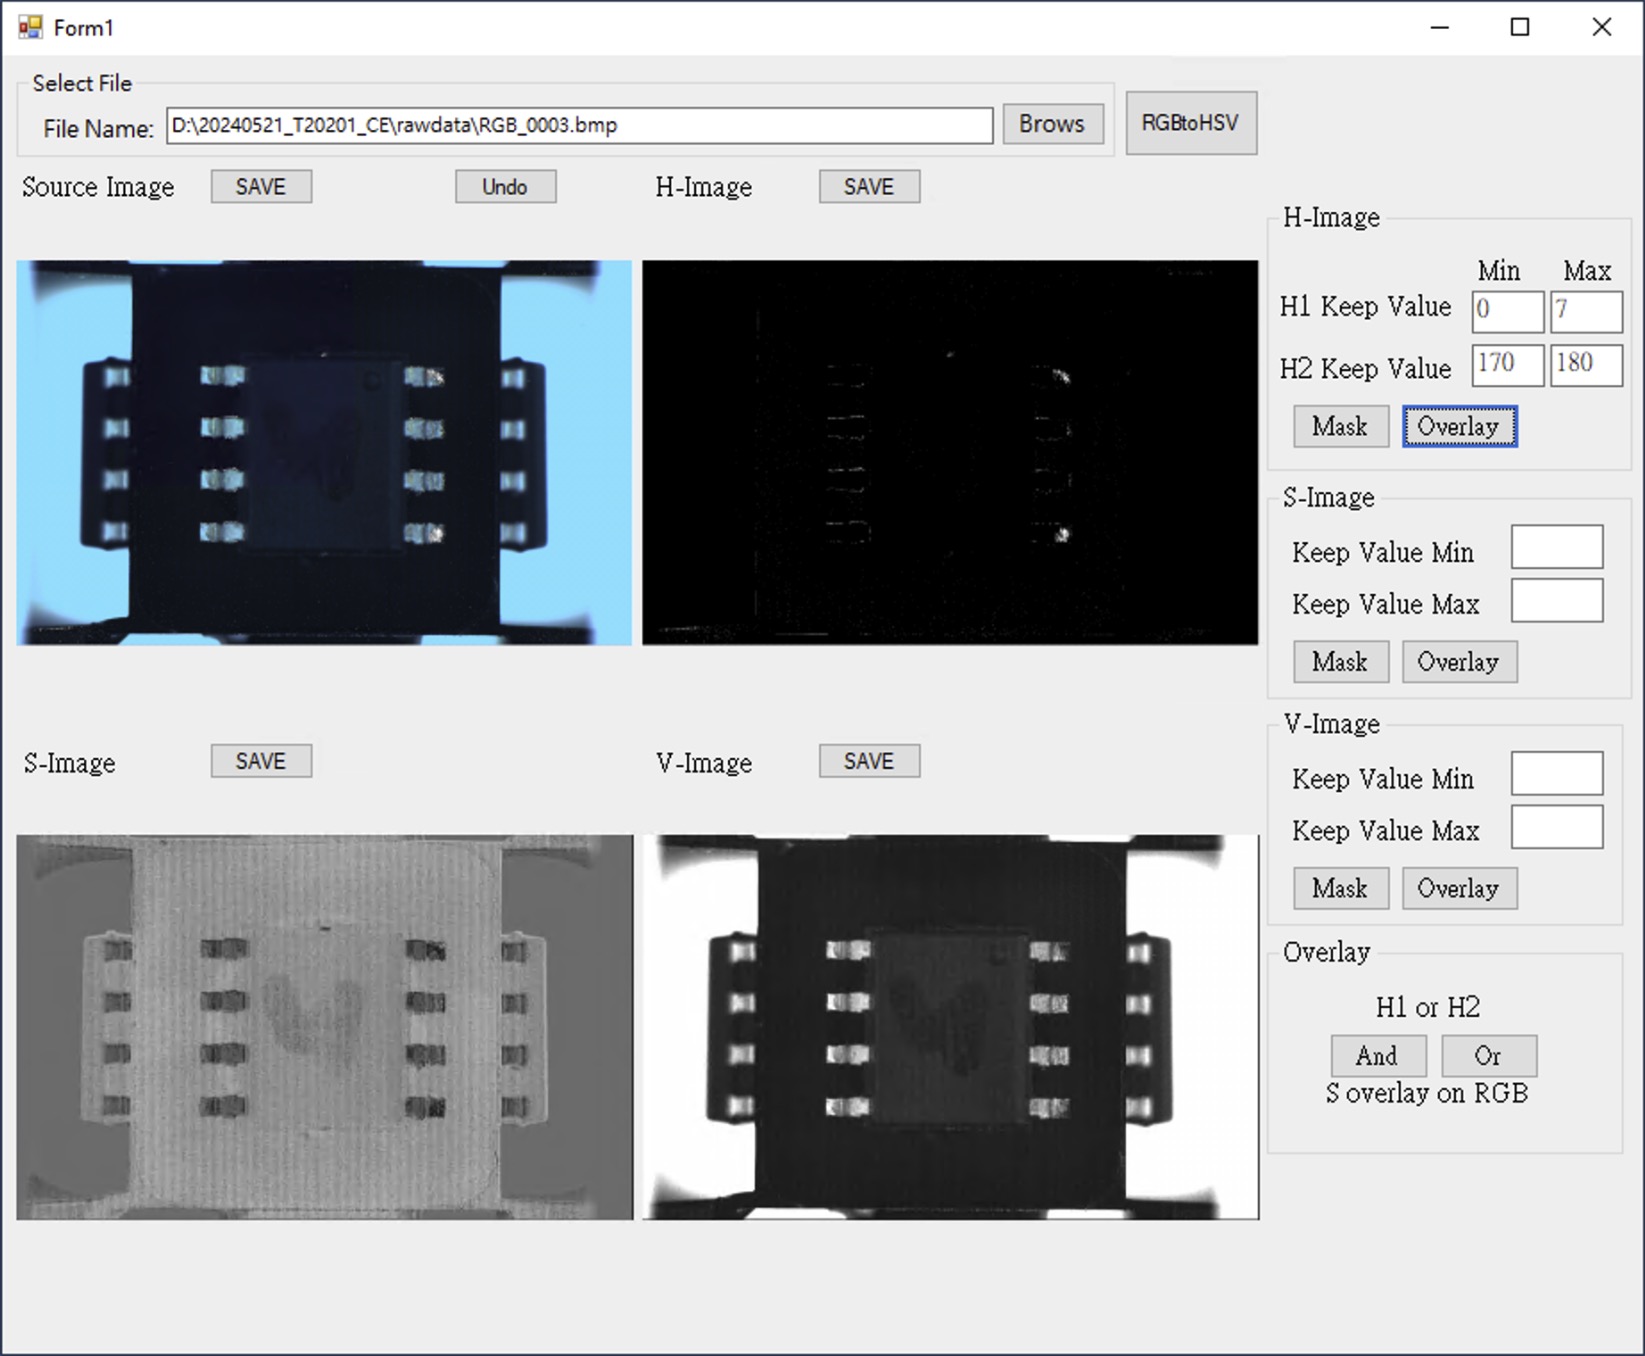 Form1
Select File
File Name: D:\20240521_T20201_CE\rawdata\RGB_0003.bmp Brows RGBtoHSV
Source Image SAVE Undo H-Image SAVE
H-Image
Min Max
H1 Keep Value 0 7
H2 Keep Value 170 180
Mask Overlay
S-Image
Keep Value Min
Keep Value Max
Mask Overlay
S-Image SAVE V-Image SAVE
V-Image
Keep Value Min
Keep Value Max
Mask Overlay
Overlay
H1 or H2
And Or
S overlay on RGB